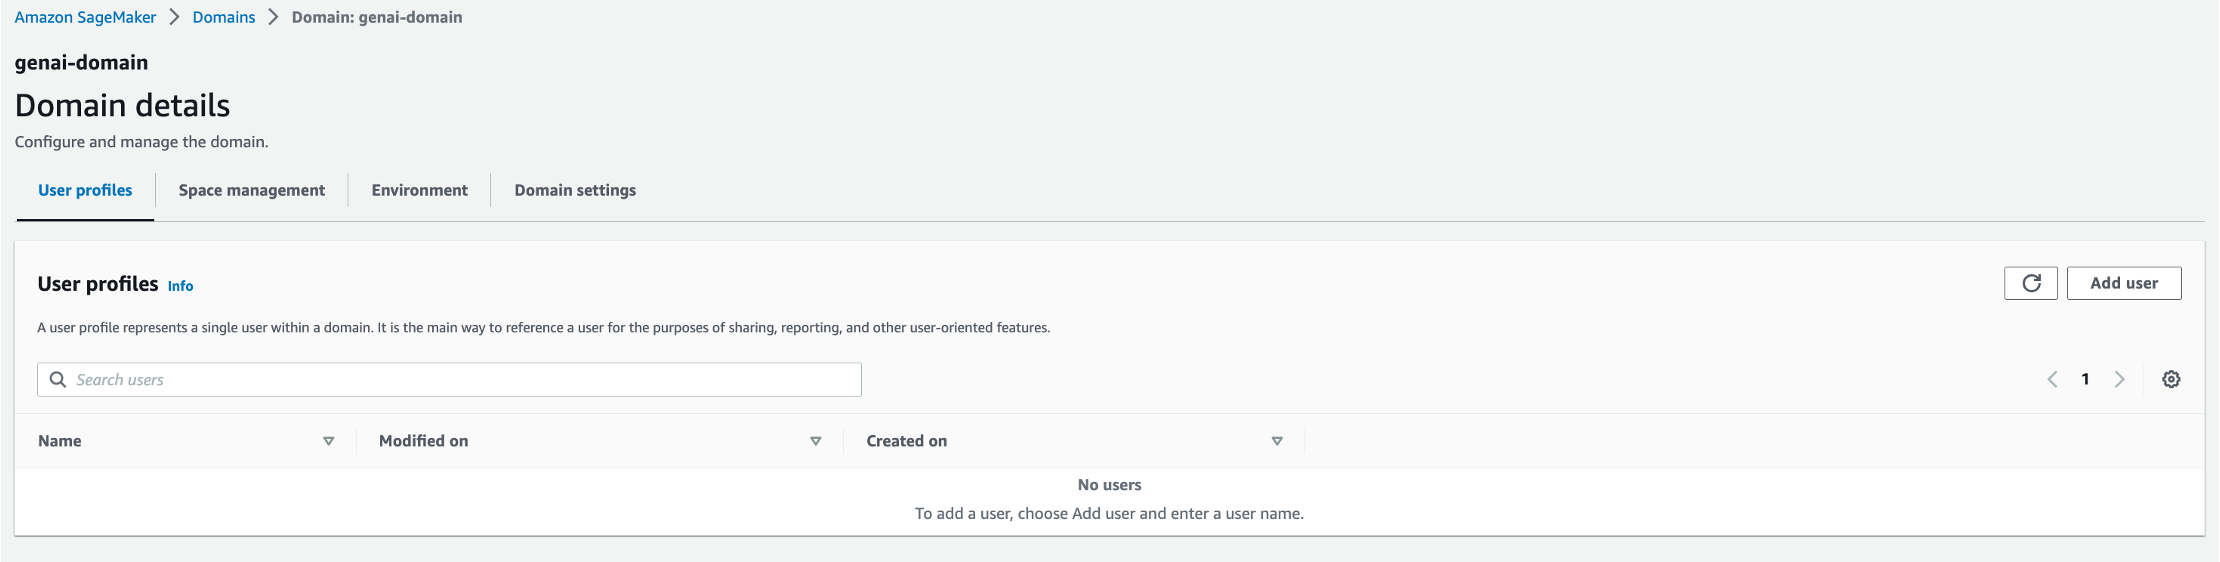 Amazon SageMaker > Domains > Domain: genai-domain
genai-domain
Domain details
Configure and manage the domain.
User profiles Space management Environment Domain settings
User profiles Info
Add user
A user profile represents a single user within a domain. It is the main way to reference a user for the purposes of sharing, reporting, and other user-oriented features.
Search users
1
Name Modified on Created on
No users
To add a user, choose Add user and enter a user name.